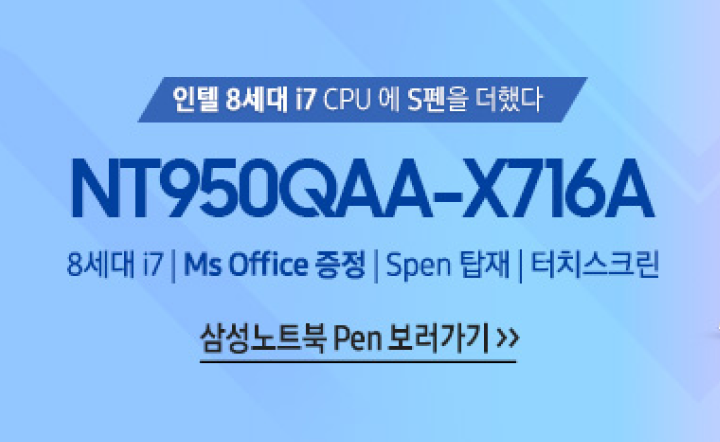 인텔 8세대 i7 CPU 에 S펜을 더했다
NT950QAA-X716A
8세대 i7 | Ms Office 증정 | Spen 탑재 | 터치스크린
삼성노트북 Pen 보러가기 >>